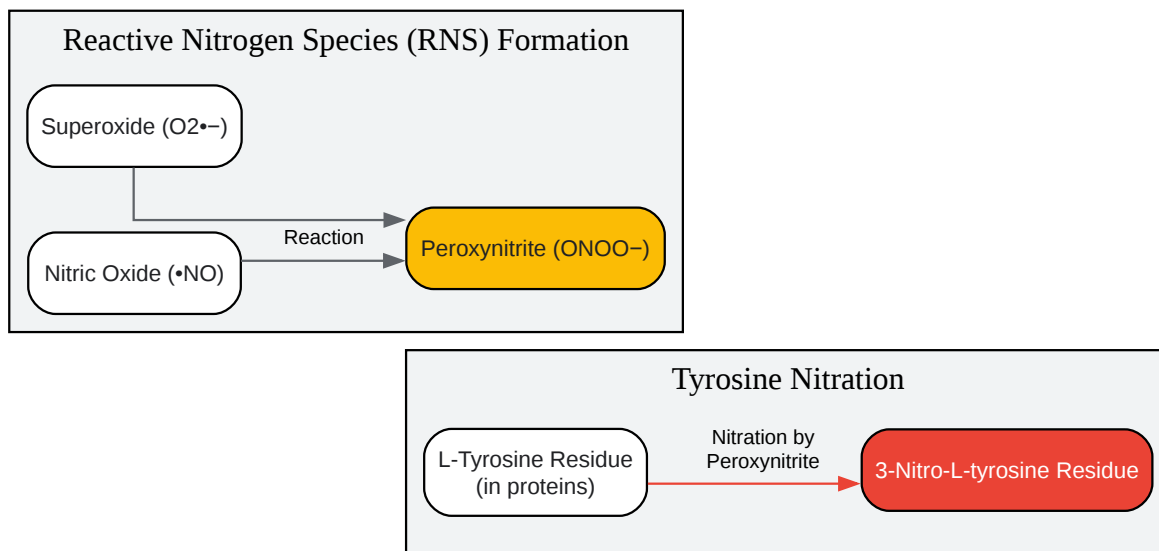 Reactive Nitrogen Species (RNS) Formation
Superoxide (O2•−)
Reaction
Nitric Oxide (•NO)
Peroxynitrite (ONOO−)
Tyrosine Nitration
L-Tyrosine Residue
(in proteins)
Nitration by
Peroxynitrite
3-Nitro-L-tyrosine Residue